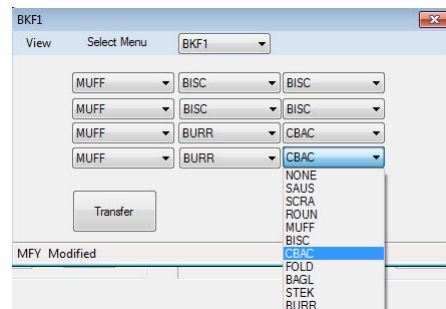 BKF1
View Select Menu BKF1
MUFF BISC BISC
MUFF BISC BISC
MUFF BURR CBAC
MUFF BURR CBAC
NONE
SAUS
SCRA
ROUN
MUFF
BISC
CBAC
FOLD
BAGL
STEK
BURR
Transfer
MFY Modified